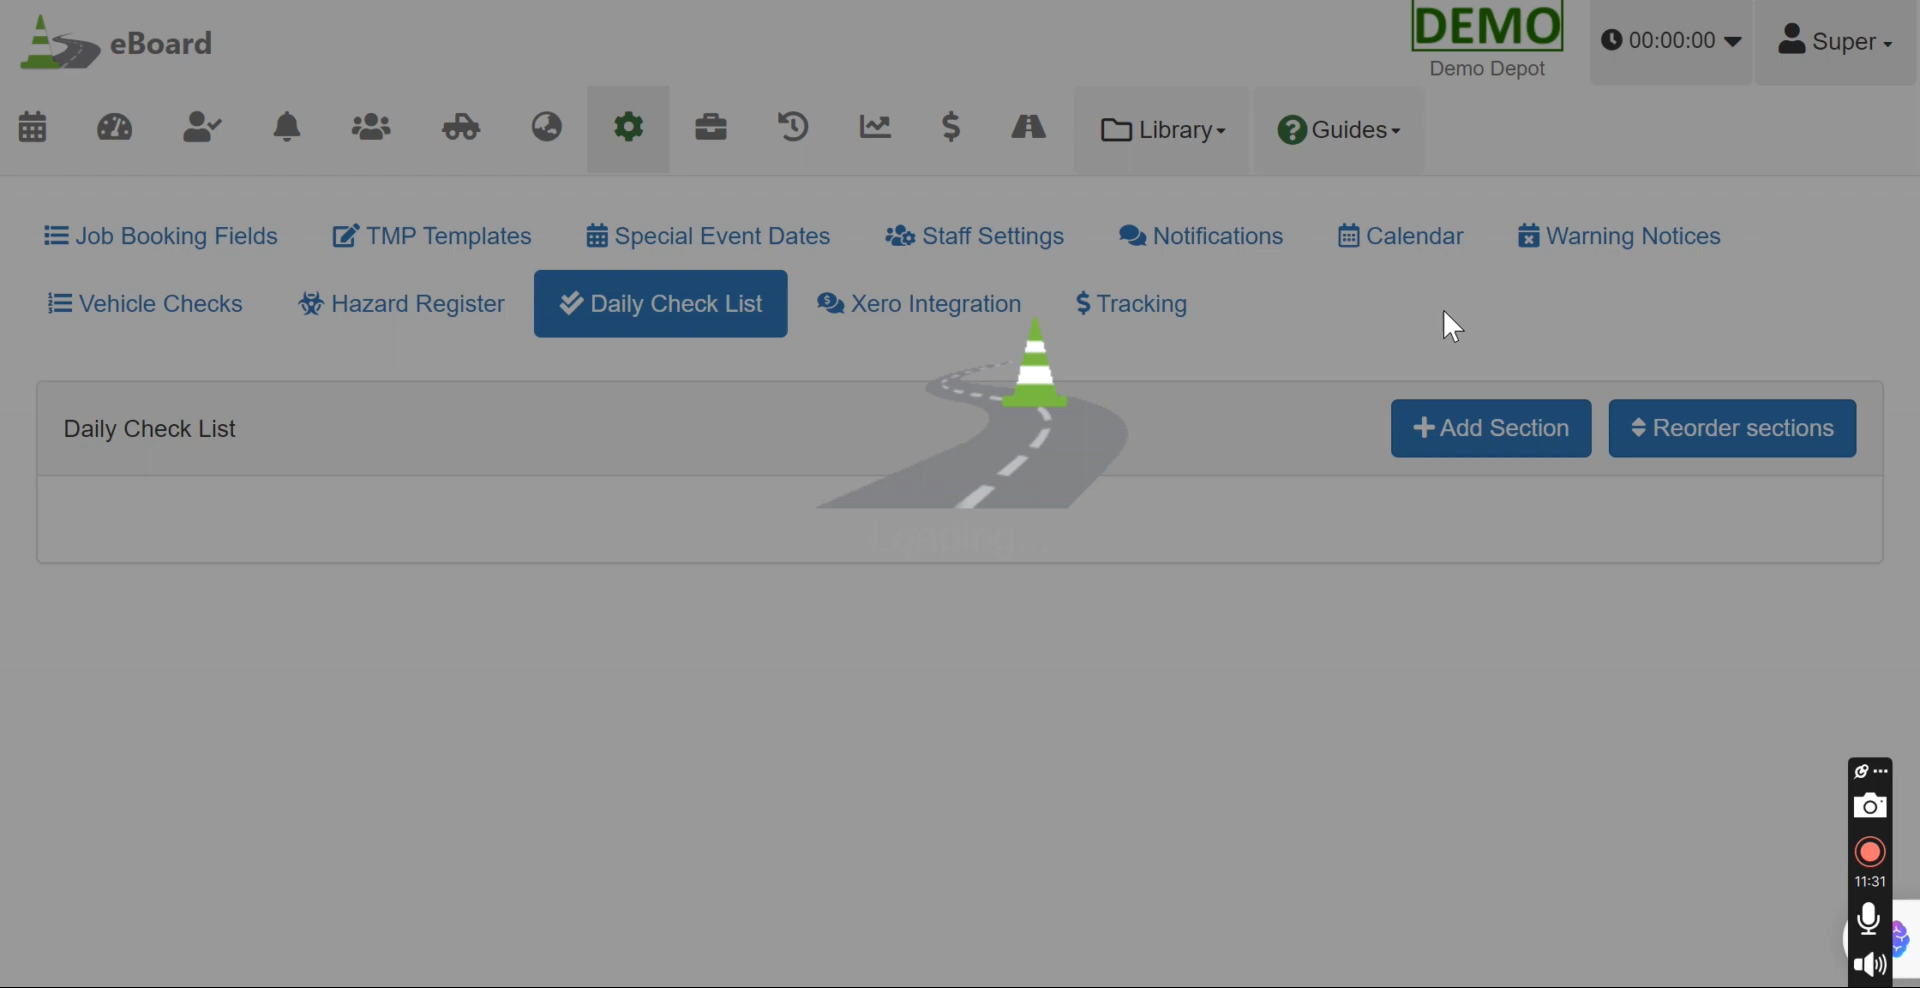 eBoard
DEMO
Demo Depot
00:00:00
Super
Library
Guides
Job Booking Fields
TMP Templates
Special Event Dates
Staff Settings
Notifications
Calendar
Warning Notices
Vehicle Checks
Hazard Register
Daily Check List
Xero Integration
Tracking
Daily Check List
Add Section
Reorder sections
Loading...
11:31